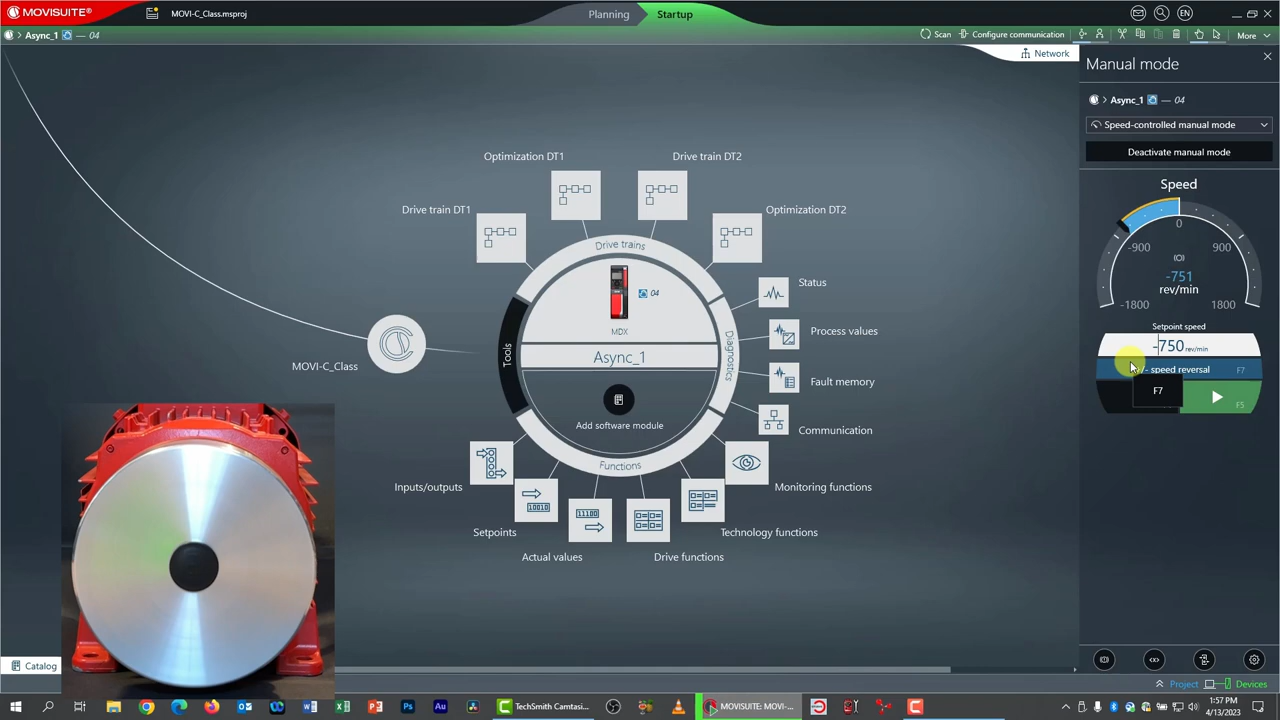 MOVISUITE®
MOVI-C_Class.msproj
Planning
Startup
EN
Async_1 — 04
Scan
Configure communication
More
Network
Manual mode
Async_1 — 04
Speed-controlled manual mode
Deactivate manual mode
Speed
0
-900
900
-751
rev/min
-1800
1800
Setpoint speed
-750 rev/min
- speed reversal
F7
F7
F5
Optimization DT1
Drive train DT2
Drive train DT1
Optimization DT2
Drive trains
Status
04
MDX
Process values
Tools
Async_1
Diagnostics
MOVI-C_Class
Fault memory
Add software module
Communication
Functions
Inputs/outputs
Monitoring functions
10010
11100
Setpoints
Technology functions
Actual values
Drive functions
Catalog
Project
Devices
TechSmith Camtasi...
MOVISUITE: MOVI-...
1:57 PM
4/13/2023